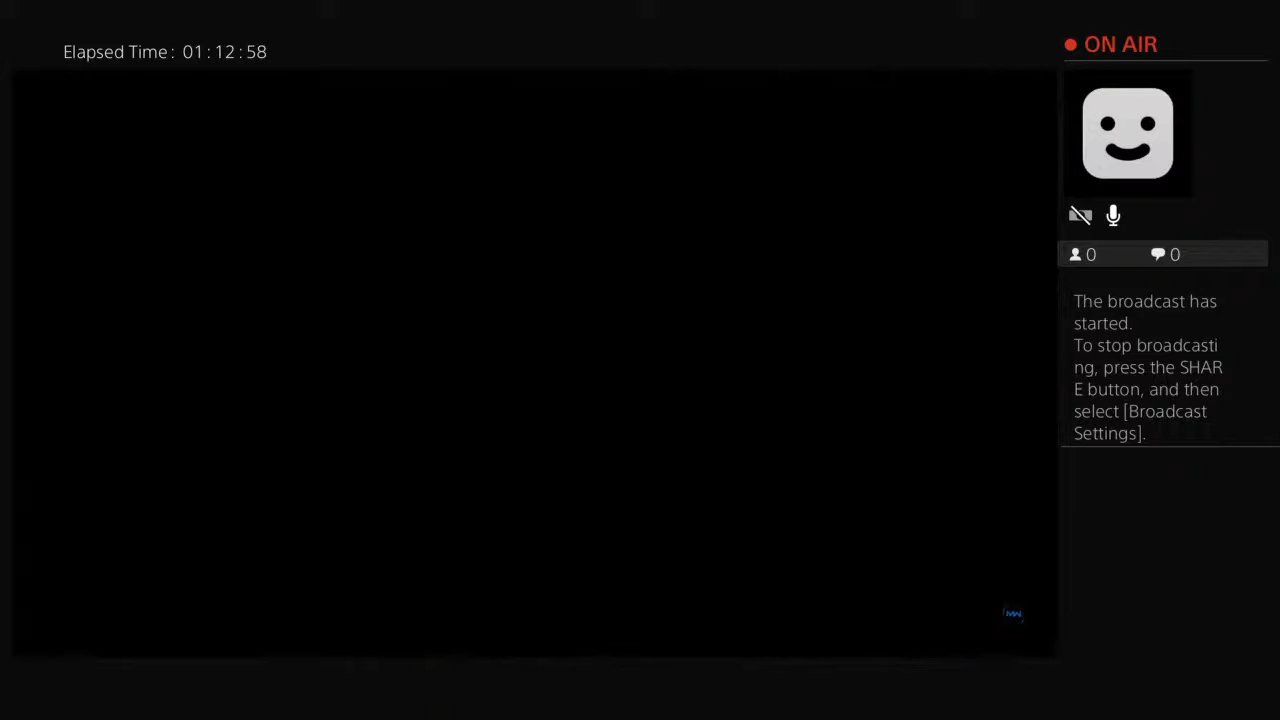 Elapsed Time: 01:12:58
ON AIR
0 0
The broadcast has
started.
To stop broadcasti
ng, press the SHAR
E button, and then
select [Broadcast
Settings].
MW